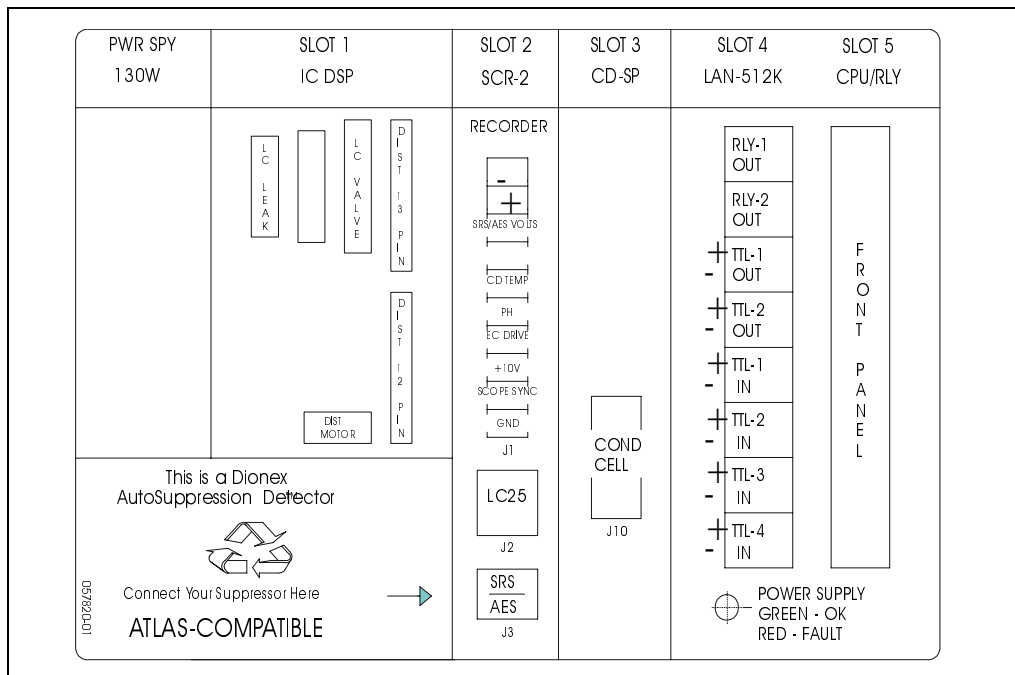 PWR SPY
130W
SLOT 1
IC DSP
SLOT 2
SCR-2
SLOT 3
CD-SP
SLOT 4
LAN-512K
SLOT 5
CPU/RLY
LC LEAK
LC VALVE
DIST 13 PIN
DIST 12 PIN
DIST
MOTOR
RECORDER
-
+
SRS/AES VOLTS
CD TEMP
PH
EC DRIVE
+10V
SCOPE SYNC
GND
J1
LC25
J2
SRS
AES
J3
COND
CELL
J10
RLY-1
OUT
RLY-2
OUT
+ TTL-1
- OUT
+ TTL-2
- OUT
+ TTL-1
- IN
+ TTL-2
- IN
+ TTL-3
- IN
+ TTL-4
- IN
FRONT PANEL
POWER SUPPLY
GREEN - OK
RED - FAULT
This is a Dionex
AutoSuppression Detector™
Connect Your Suppressor Here
ATLAS-COMPATIBLE
057820-01